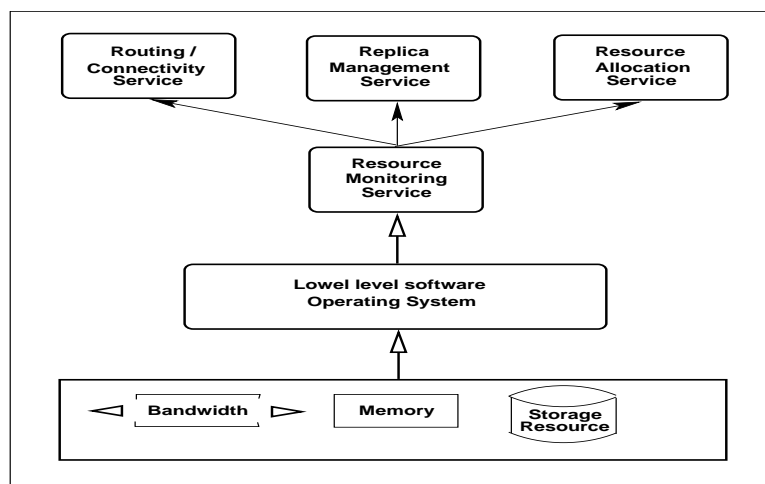 Routing /
Connectivity
Service
Replica
Management
Service
Resource
Allocation
Service
Resource
Monitoring
Service
Lowel level software
Operating System
Bandwidth
Memory
Storage
Resource